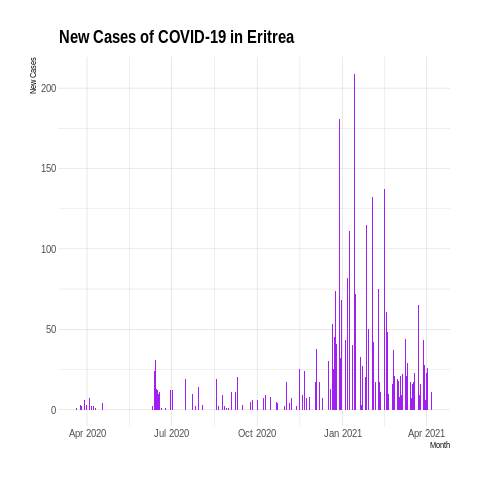 New Cases of COVID-19 in Eritrea
New Cases
200
150
100
50
0
Apr 2020 Jul 2020 Oct 2020 Jan 2021 Apr 2021
Month